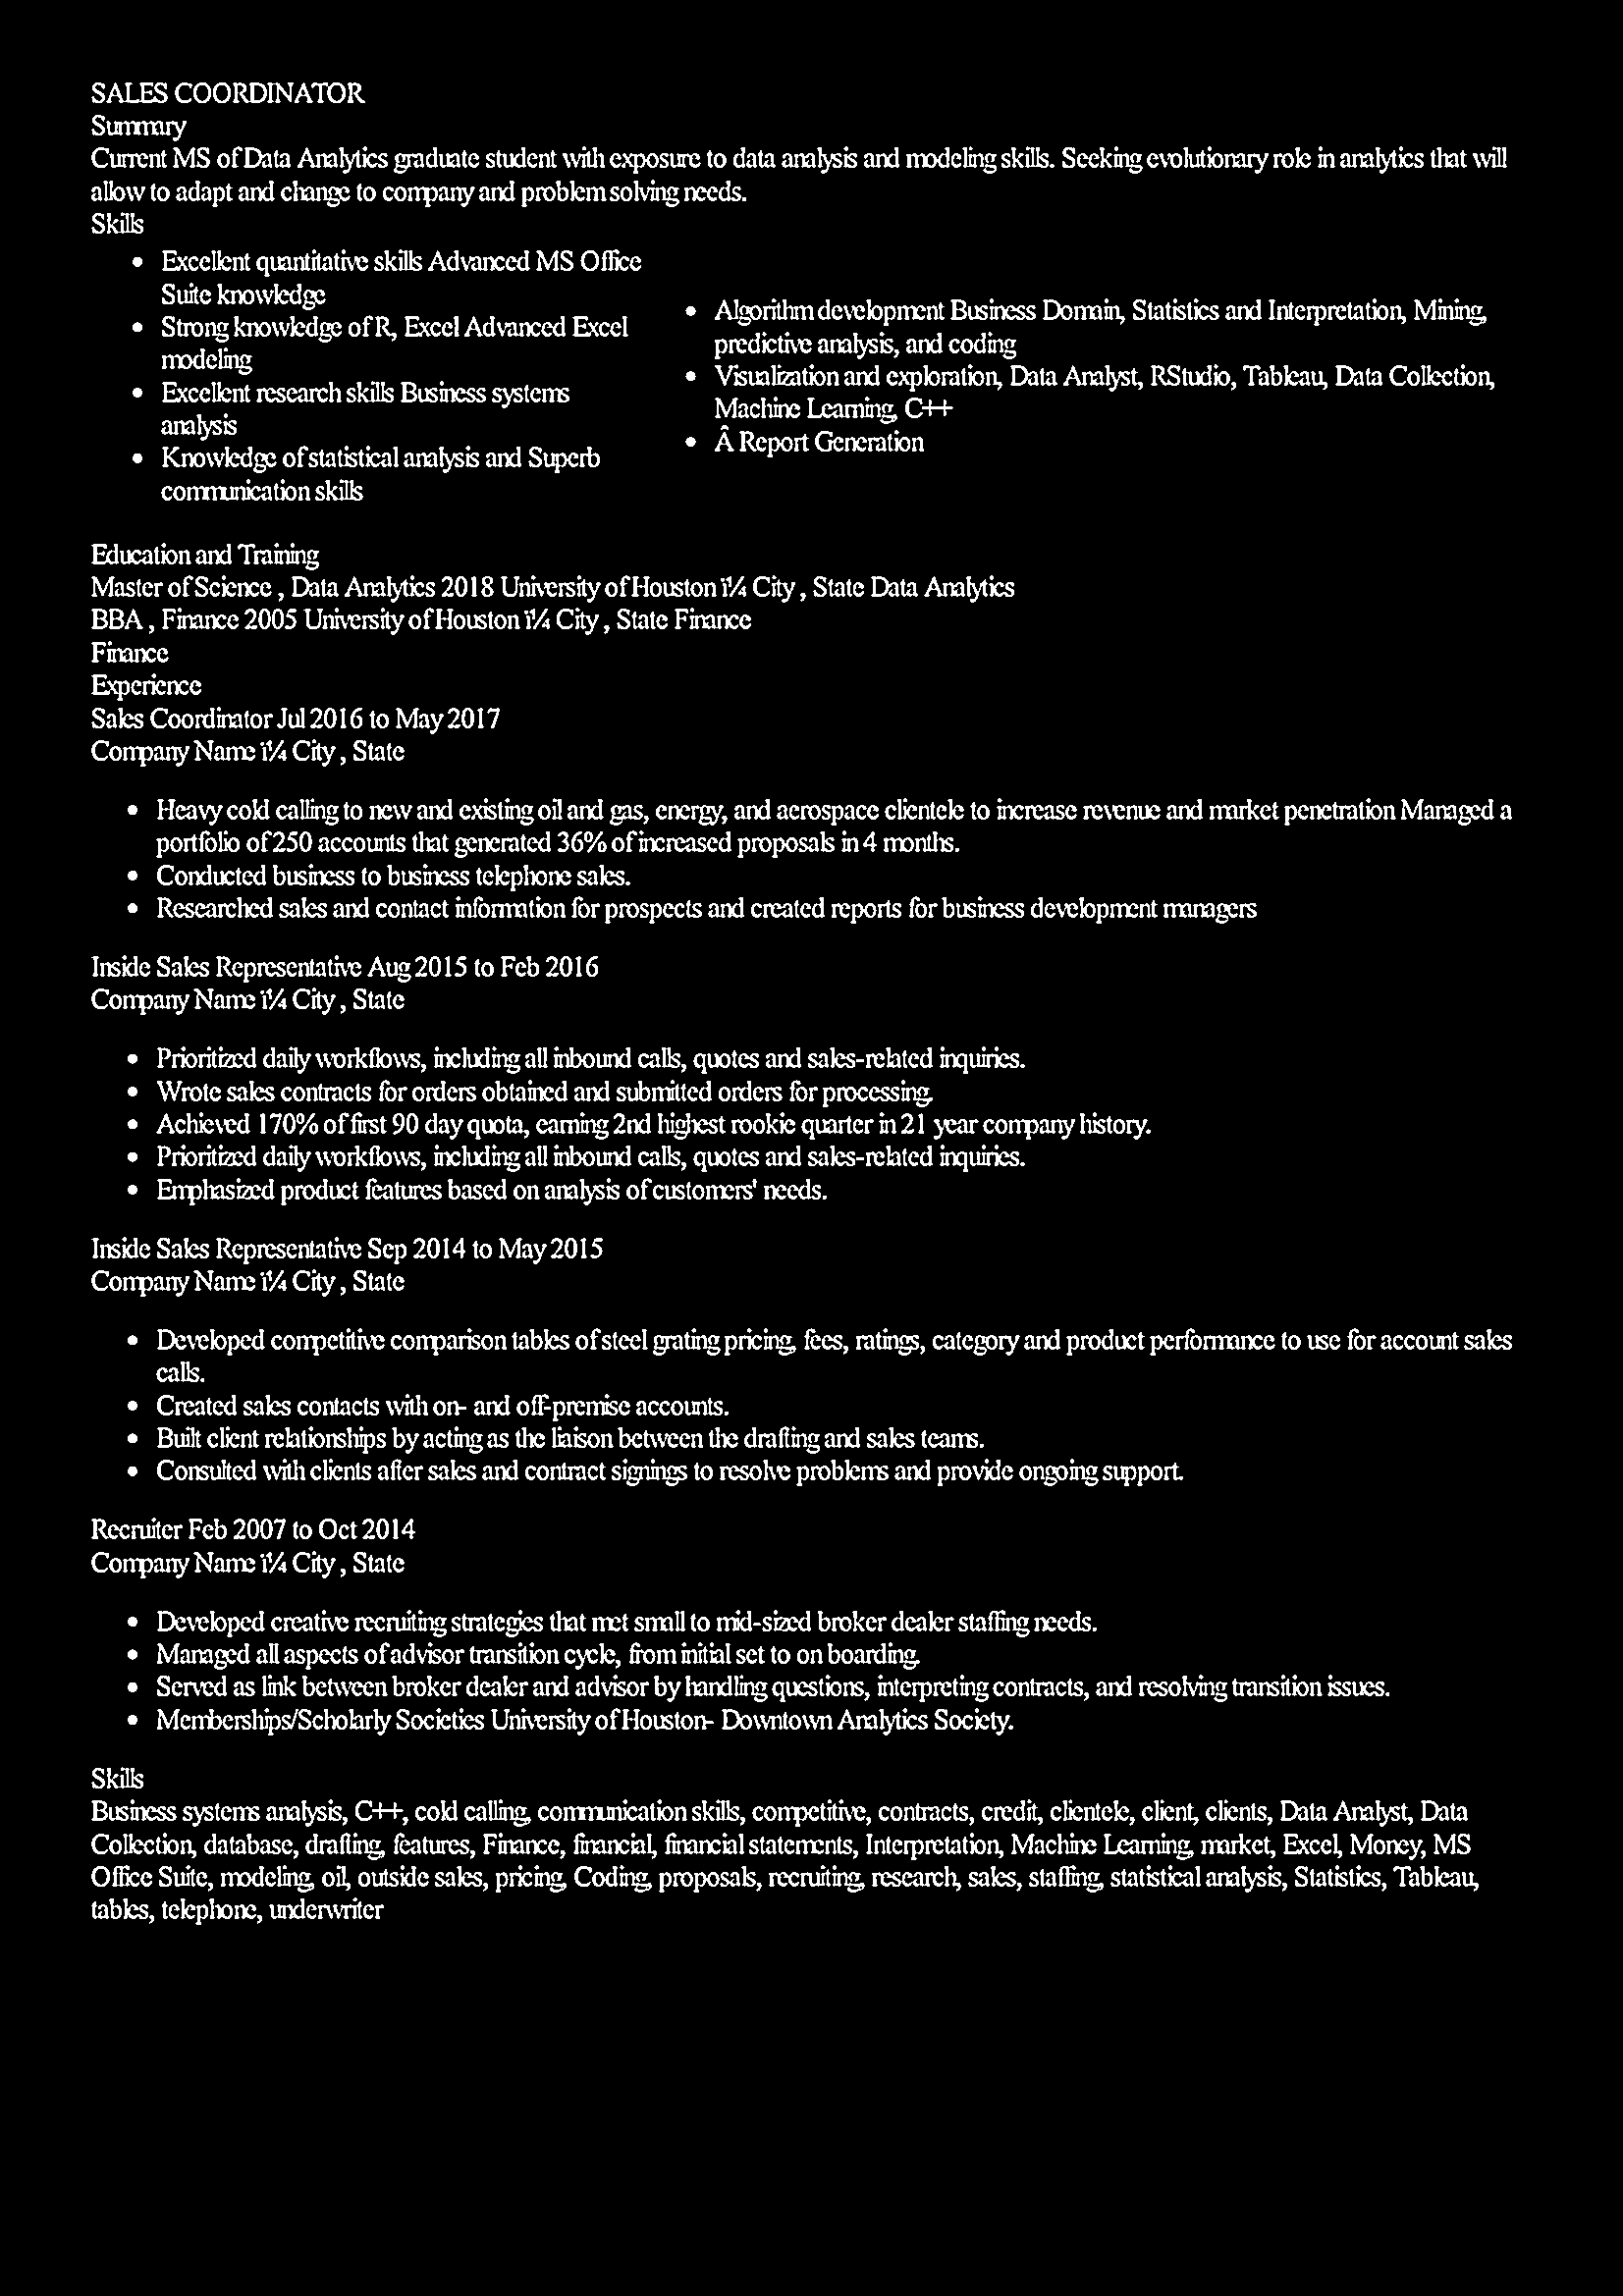 SALES COORDINATOR
Summary
Current MS of Data Analytics graduate student with exposure to data analysis and modeling skills. Seeking evolutionary role in analytics that will
allow to adapt and change to company and problem solving needs.
Skills
• Excellent quantitative skills Advanced MS Office
Suite knowledge
• Strong knowledge of R, Excel Advanced Excel
modeling
• Excellent research skills Business systems
analysis
• Knowledge of statistical analysis and Superb
communication skills
• Algorithm development Business Domain, Statistics and Interpretation, Mining,
predictive analysis, and coding
• Visualization and exploration, Data Analyst, RStudio, Tableau, Data Collection,
Machine Learning, C++
• Â Report Generation
Education and Training
Master of Science , Data Analytics 2018 University of Houston ï¼ City , State Data Analytics
BBA , Finance 2005 University of Houston ï¼ City , State Finance
Finance
Experience
Sales Coordinator Jul 2016 to May 2017
Company Name ï¼ City , State
• Heavy cold calling to new and existing oil and gas, energy, and aerospace clientele to increase revenue and market penetration Managed a
portfolio of 250 accounts that generated 36% of increased proposals in 4 months.
• Conducted business to business telephone sales.
• Researched sales and contact information for prospects and created reports for business development managers
Inside Sales Representative Aug 2015 to Feb 2016
Company Name ï¼ City , State
• Prioritized daily workflows, including all inbound calls, quotes and sales-related inquiries.
• Wrote sales contracts for orders obtained and submitted orders for processing.
• Achieved 170% of first 90 day quota, earning 2nd highest rookie quarter in 21 year company history.
• Prioritized daily workflows, including all inbound calls, quotes and sales-related inquiries.
• Emphasized product features based on analysis of customers' needs.
Inside Sales Representative Sep 2014 to May 2015
Company Name ï¼ City , State
• Developed competitive comparison tables of steel grating pricing, fees, ratings, category and product performance to use for account sales
calls.
• Created sales contacts with on- and off-premise accounts.
• Built client relationships by acting as the liaison between the drafting and sales teams.
• Consulted with clients after sales and contract signings to resolve problems and provide ongoing support.
Recruiter Feb 2007 to Oct 2014
Company Name ï¼ City , State
• Developed creative recruiting strategies that met small to mid-sized broker dealer staffing needs.
• Managed all aspects of advisor transition cycle, from initial set to on boarding.
• Served as link between broker dealer and advisor by handling questions, interpreting contracts, and resolving transition issues.
• Memberships/Scholarly Societies University of Houston- Downtown Analytics Society.
Skills
Business systems analysis, C++, cold calling, communication skills, competitive, contracts, credit, clientele, client, clients, Data Analyst, Data
Collection, database, drafting, features, Finance, financial, financial statements, Interpretation, Machine Learning, market, Excel, Money, MS
Office Suite, modeling, oil, outside sales, pricing, Coding, proposals, recruiting, research, sales, staffing, statistical analysis, Statistics, Tableau,
tables, telephone, underwriter